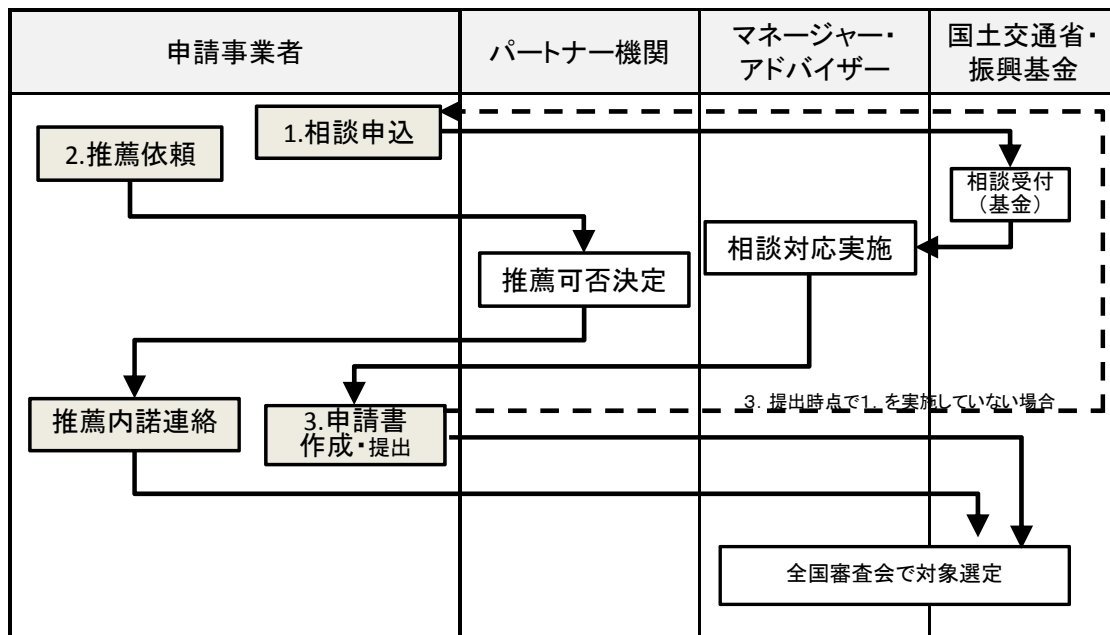 申請事業者
パートナー機関
マネージャー・
アドバイザー
国土交通省・
振興基金
1.相談申込
2.推薦依頼
相談受付
（基金）
相談対応実施
推薦可否決定
推薦内諾連絡
3.申請書
作成・提出
３．提出時点で１．を実施していない場合
全国審査会で対象選定